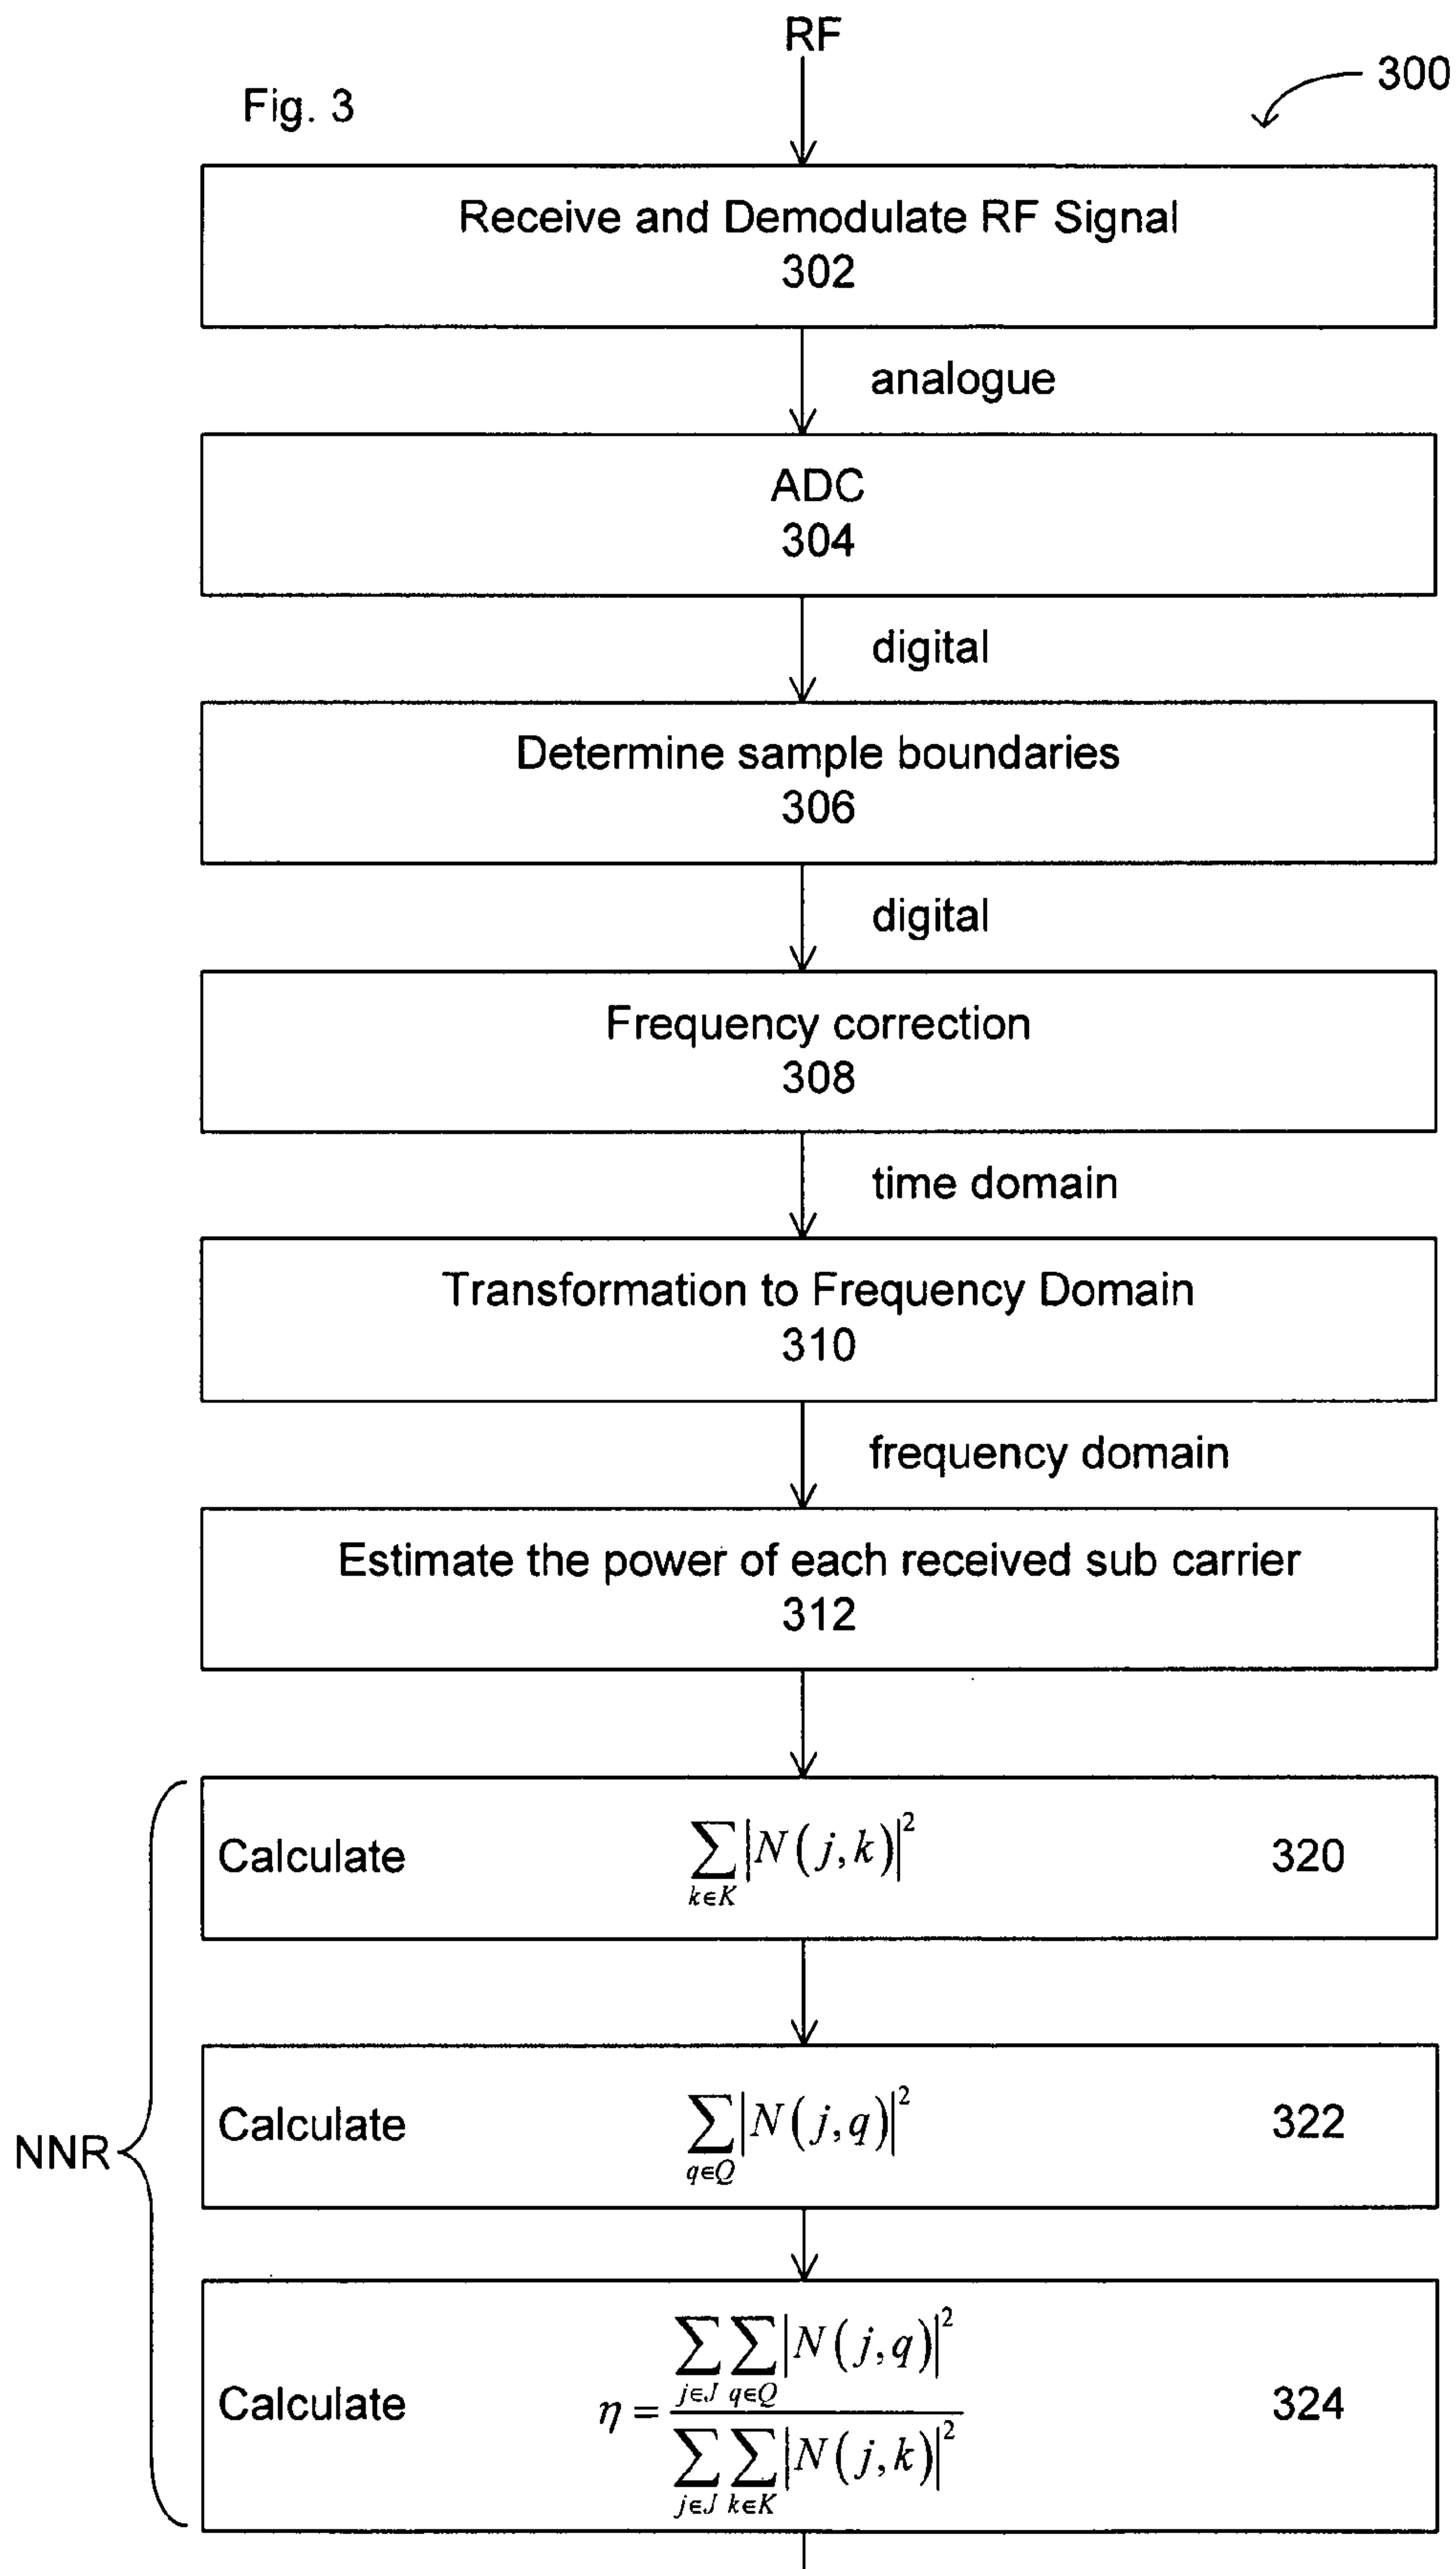 RF
300
Fig. 3
Receive and Demodulate RF Signal
302
analogue
ADC
304
digital
Determine sample boundaries
306
digital
Frequency correction
308
time domain
Transformation to Frequency Domain
310
frequency domain
Estimate the power of each received sub carrier
312
NNR
Calculate ∑_{k∈K} |N(j,k)|² 320
Calculate ∑_{q∈Q} |N(j,q)|² 322
Calculate η = ∑_{j∈J} ∑_{q∈Q} |N(j,q)|² / ∑_{j∈J} ∑_{k∈K} |N(j,k)|² 324